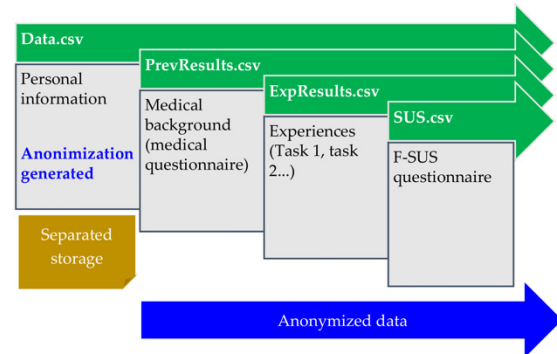 Data.csv
Personal
information
Anonimization
generated
Separated
storage
PrevResults.csv
Medical
background
(medical
questionnaire)
ExpResults.csv
Experiences
(Task 1, task
2...)
SUS.csv
F-SUS
questionnaire
Anonymized data